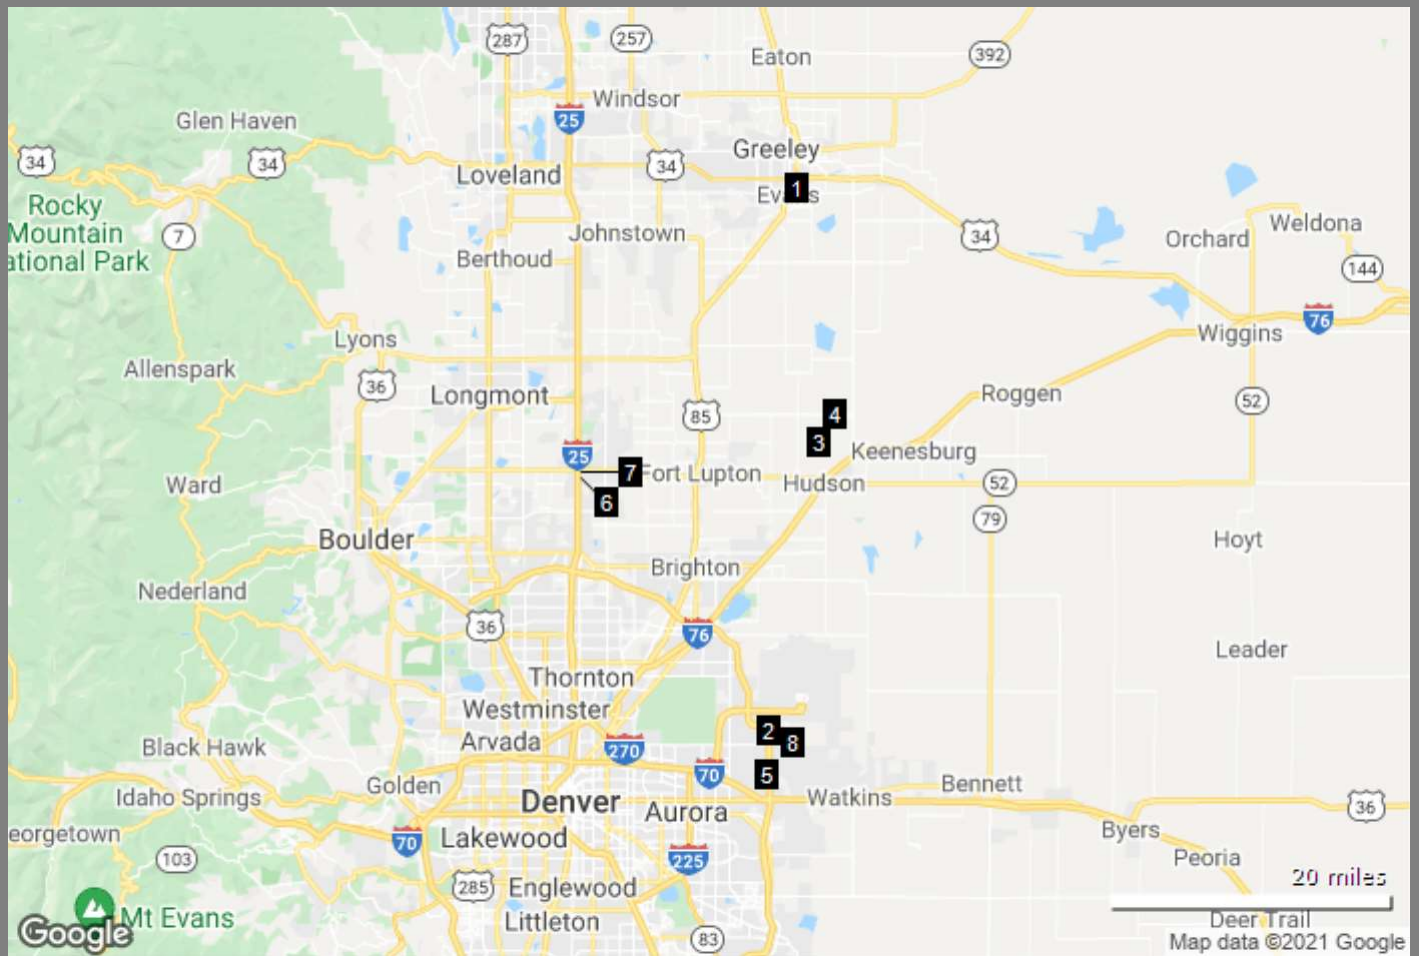 287
257
Eaton
392
Windsor
25
Glen Haven
Greeley
34
34
34
Loveland
1
Evans
Rocky
Mountain
ational Park
7
Johnstown
34
Orchard
Weldona
Berthoud
144
76
Lyons
Wiggins
Allenspark
36
Longmont
Roggen
52
85
4
3
25
Keenesburg
7
Fort Lupton
Hudson
52
Ward
6
79
Boulder
Hoyt
Brighton
Nederland
36
76
Leader
Thornton
Westminster
2
Arvada
8
Black Hawk
270
70
5
Golden
Bennett
Idaho Springs
Denver
Aurora
Watkins
36
eorgetown
70
Lakewood
Byers
103
225
Peoria
285
Englewood
20 miles
Mt Evans
Littleton
Deer Trail
Google
83
Map data ©2021 Google